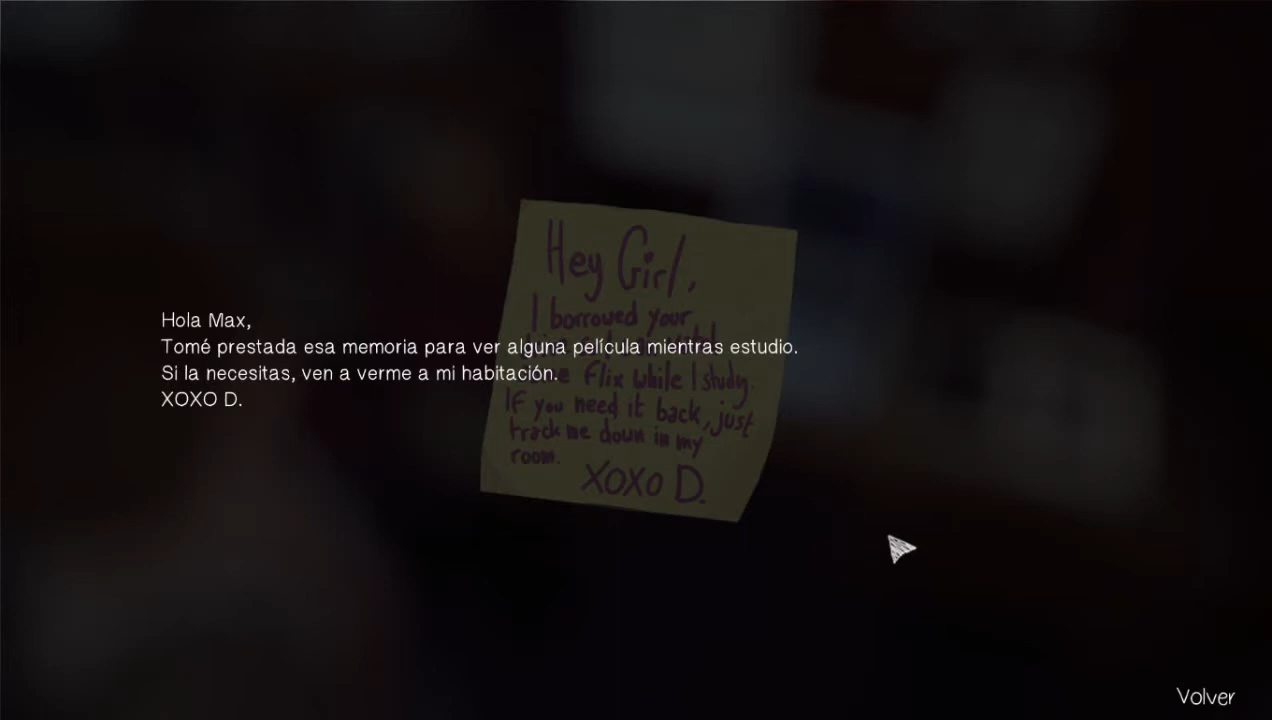 Hey Girl,
I borrowed your
Hola Max,
Tomé prestada esa memoria para ver alguna película mientras estudio.
Si la necesitas, ven a verme a mi habitación.
XOXO D.
Flix while I study.
If you need it back, just
track me down in my
room.
XOXO D.
Volver